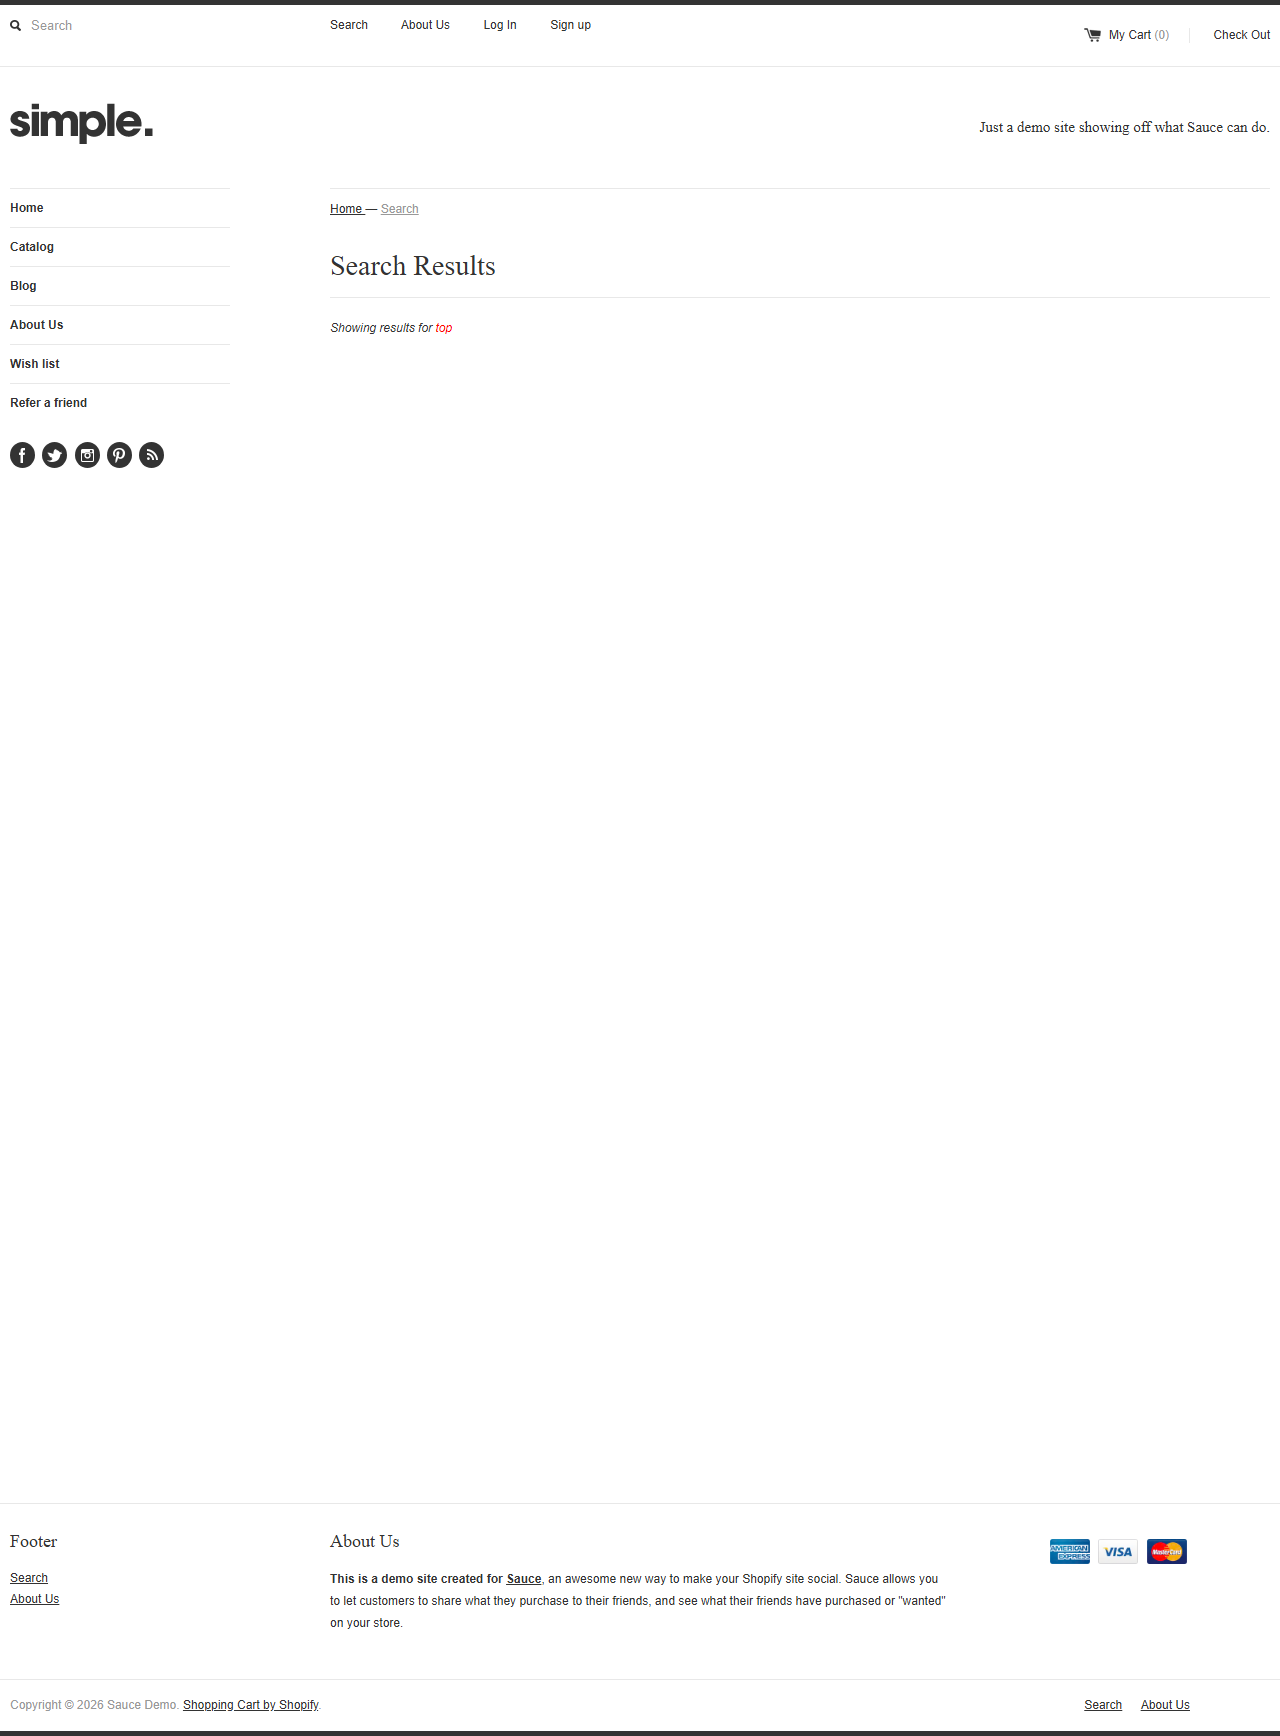 Search
Search About Us Log In Sign up
My Cart (0) Check Out
simple.
Just a demo site showing off what Sauce can do.
Home
Catalog
Blog
About Us
Wish list
Refer a friend
Home — Search
Search Results
Showing results for top
Footer
Search
About Us
About Us
This is a demo site created for Sauce, an awesome new way to make your Shopify site social. Sauce allows you
to let customers to share what they purchase to their friends, and see what their friends have purchased or "wanted"
on your store.
AMERICAN EXPRESS VISA MasterCard
Copyright © 2026 Sauce Demo. Shopping Cart by Shopify.
Search About Us